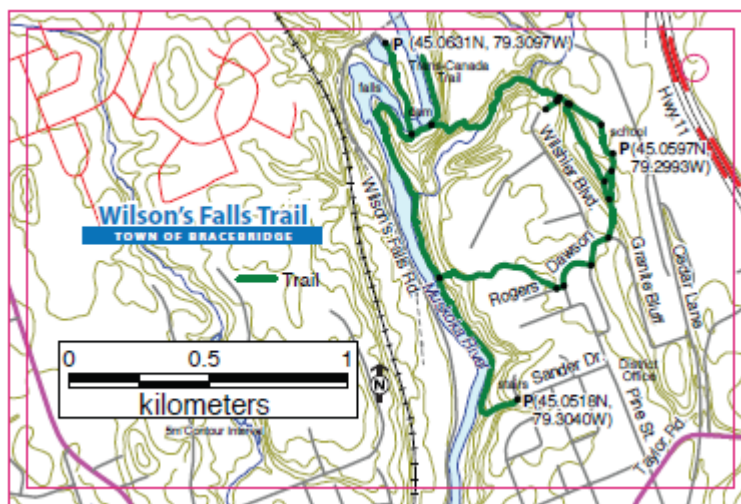 P (45.0631N, 79.3097W)
Trans-Canada
Trail
falls
dam
Hwy 11
school
P(45.0597N,
79.2993W)
Wilshier Blvd.
Wilson's Falls Trail
TOWN OF BRACEBRIDGE
Wilson's Falls Rd
Trail
Dawson
Rogers
Granite Bluff
Cedar Lane
Muskoka River
0 0.5 1
kilometers
N
5m Contour Interval
stairs
Sander Dr.
District
Office
P(45.0518N,
79.3040W)
Pine St.
Taylor Rd